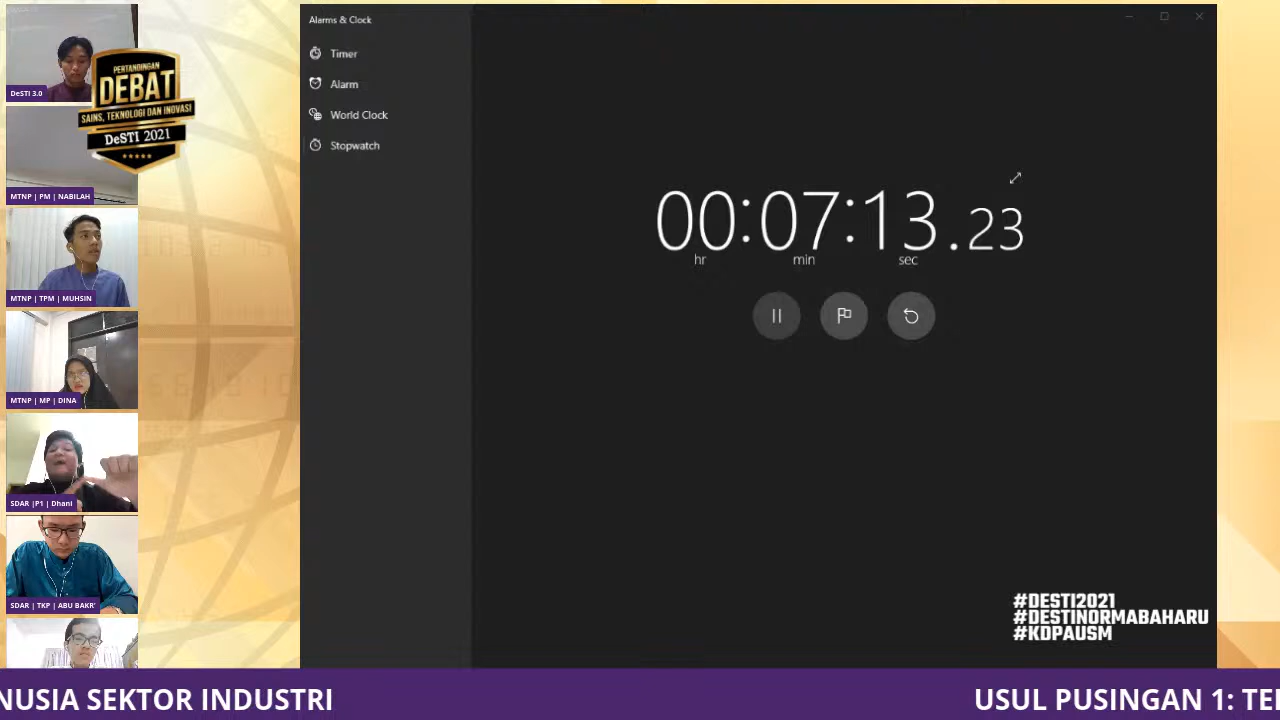 DeSTI 3.0
PERTANDINGAN
DEBAT
SAINS, TEKNOLOGI DAN INOVASI
DeSTI 2021
MTNP | PM | NABILAH
MTNP | TPM | MUHSIN
MTNP | MP | DINA
SDAR |P1 | Dhani
SDAR | TKP | ABU BAKR'
Alarms & Clock
Timer
Alarm
World Clock
Stopwatch
00:07:13.23
hr min sec
#DESTI2021
#DESTINORMABAHARU
#KDPAUSM
NUSIA SEKTOR INDUSTRI
USUL PUSINGAN 1: TE